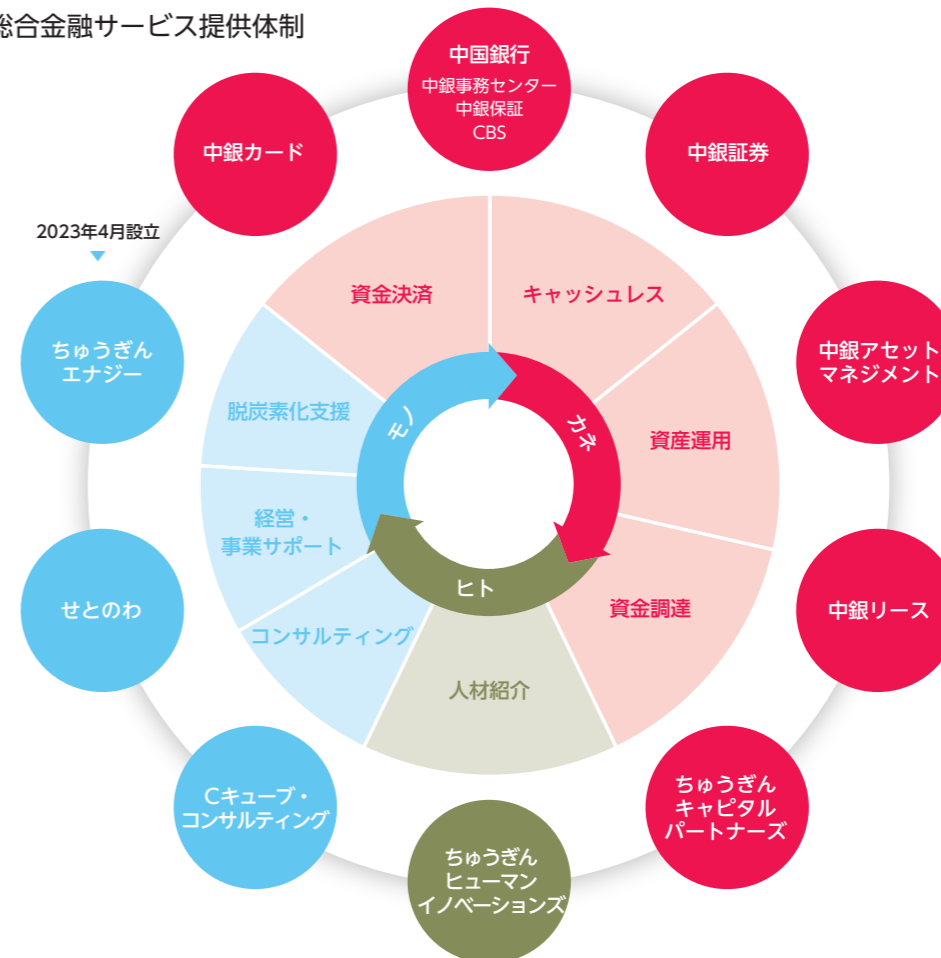 総合金融サービス提供体制
中国銀行
中銀事務センター
中銀保証
CBS
中銀カード
中銀証券
2023年4月設立
ちゅうぎん
エナジー
中銀アセット
マネジメント
資金決済
キャッシュレス
脱炭素化支援
資産運用
モノ
カネ
ヒト
経営・
事業サポート
資金調達
コンサルティング
人材紹介
せとのわ
中銀リース
Cキューブ・
コンサルティング
ちゅうぎん
キャピタル
パートナーズ
ちゅうぎん
ヒューマン
イノベーションズ